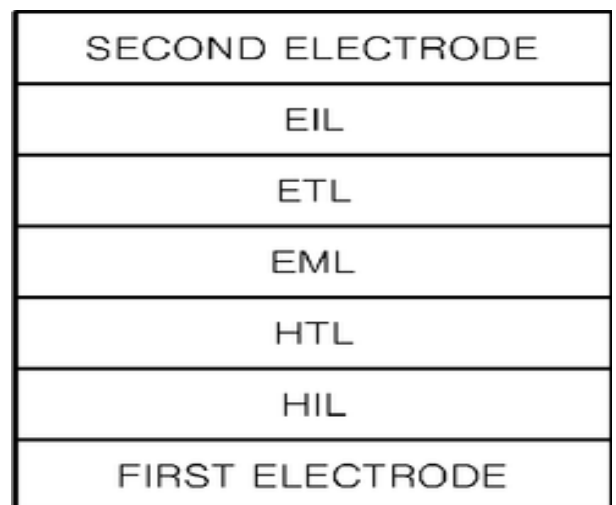 SECOND ELECTRODE
EIL
ETL
EML
HTL
HIL
FIRST ELECTRODE